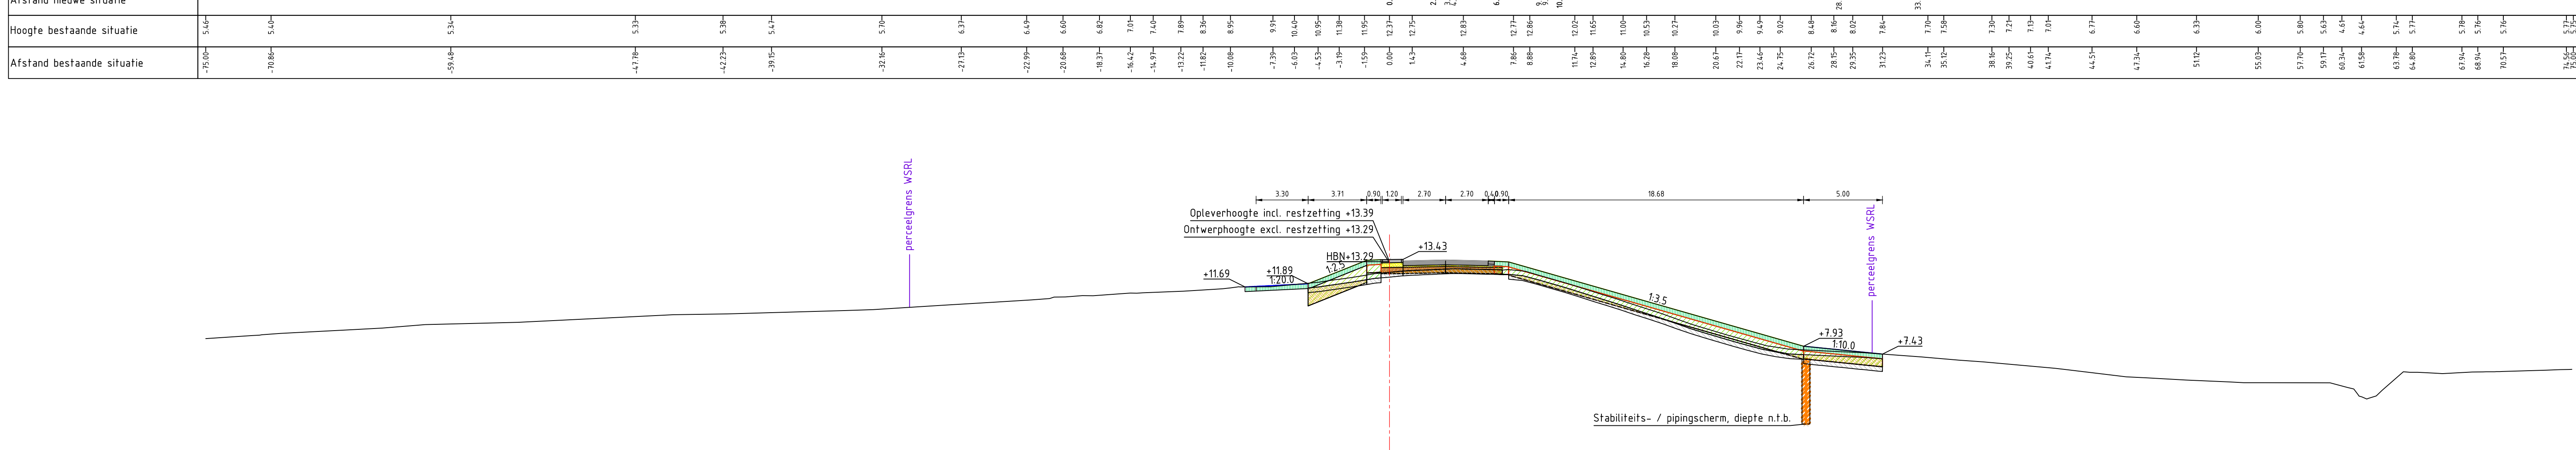 Afstand nieuwe situatie
Hoogte bestaande situatie 5.46 5.40 5.34 5.33 5.38 5.47 5.70 6.37 6.49 6.60 6.82 7.01 7.40 7.89 8.36 8.95 9.91 10.40 10.95 11.38 11.95 12.37 12.75 12.83 12.77 12.86 12.02 11.65 11.00 10.53 10.27 10.03 9.96 9.49 9.02 8.48 8.16 8.02 7.84 7.70 7.58 7.30 7.21 7.13 7.01 6.77 6.60 6.33 6.00 5.80 5.63 4.61 4.64 5.74 5.77 5.78 5.76 5.76 5.77 5.75
Afstand bestaande situatie -75.00 -70.86 -59.48 -47.78 -42.23 -39.15 -32.16 -27.13 -22.99 -20.68 -18.37 -16.42 -14.97 -13.22 -11.82 -10.08 -7.39 -6.03 -4.53 -3.19 -1.59 0.00 1.43 4.68 7.86 8.88 11.74 12.89 14.80 16.28 18.08 20.67 22.17 23.46 24.75 26.72 28.15 29.35 31.23 34.11 35.12 38.16 39.25 40.61 41.74 44.51 47.34 51.12 55.03 57.70 59.17 60.34 61.58 63.78 64.80 67.94 68.94 70.57 74.56 75.00
perceelgrens WSRL
3.30 3.71 0.90 1.20 2.70 2.70 0.40 0.90 18.68 5.00
Opleverhoogte incl. restzetting +13.39
Ontwerphoogte excl. restzetting +13.29
perceelgrens WSRL
+13.43
HBN+13.29
1:2.5
+11.69
+11.89
1:20.0
1:3.5
+7.93
1:10.0
+7.43
Stabiliteits- / pipingscherm, diepte n.t.b.